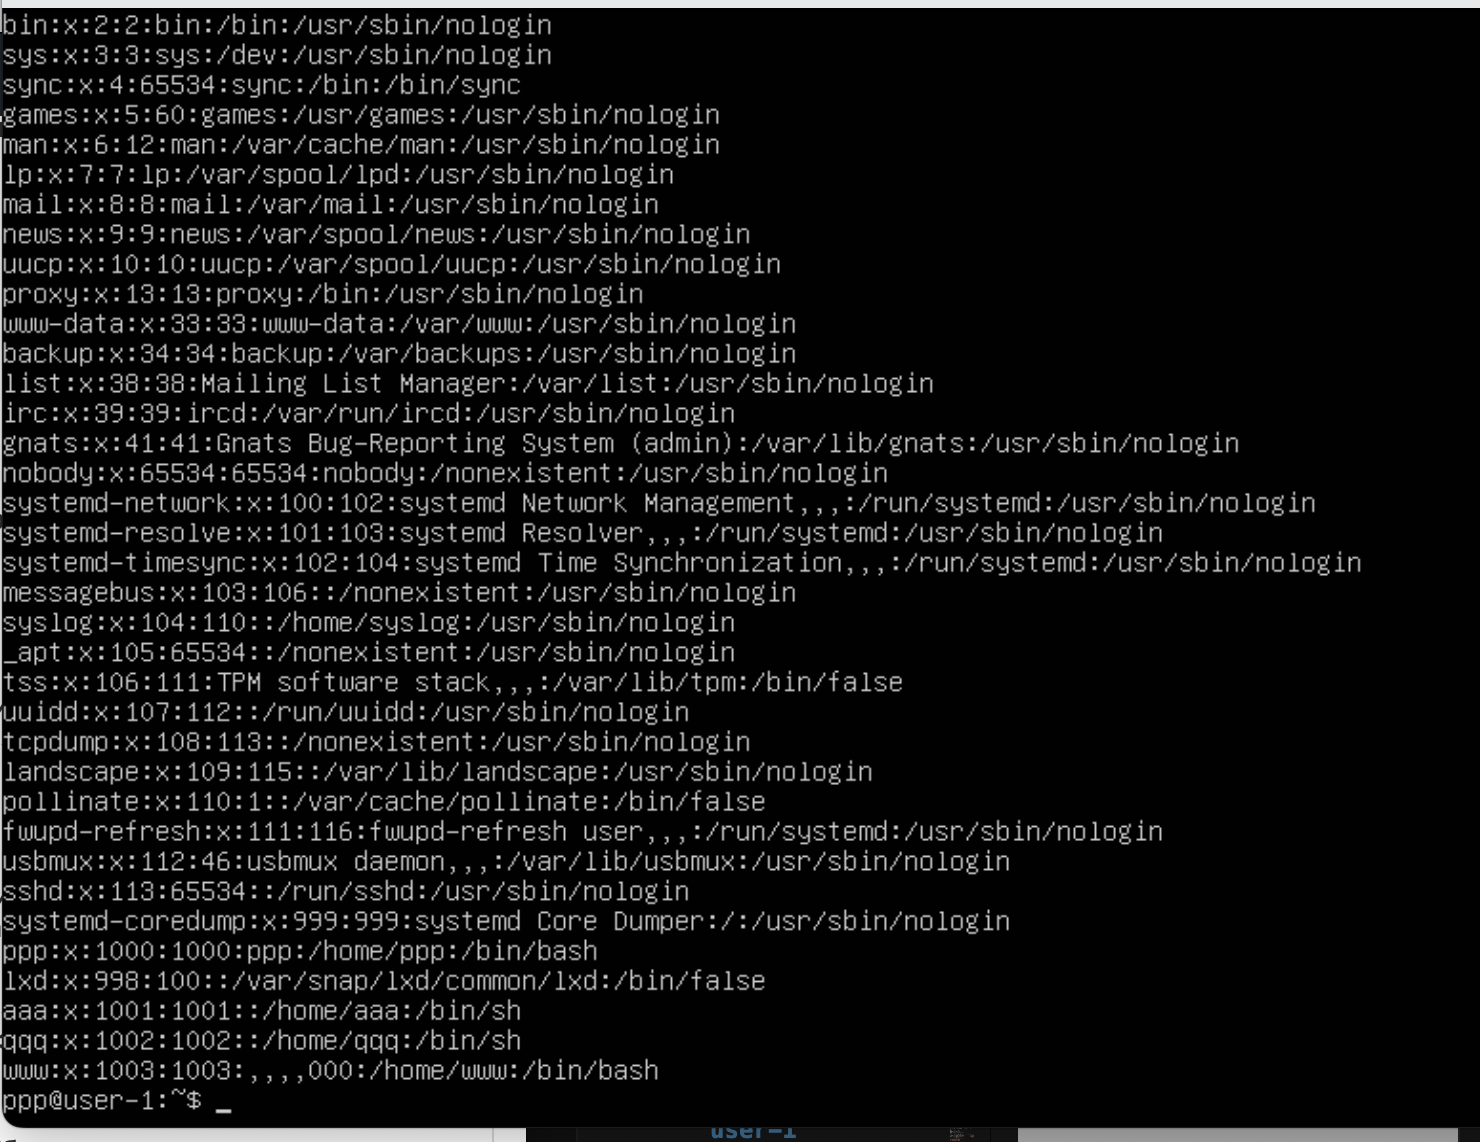 bin:x:2:2:bin:/bin:/usr/sbin/nologin
sys:x:3:3:sys:/dev:/usr/sbin/nologin
sync:x:4:65534:sync:/bin:/bin/sync
games:x:5:60:games:/usr/games:/usr/sbin/nologin
man:x:6:12:man:/var/cache/man:/usr/sbin/nologin
lp:x:7:7:lp:/var/spool/lpd:/usr/sbin/nologin
mail:x:8:8:mail:/var/mail:/usr/sbin/nologin
news:x:9:9:news:/var/spool/news:/usr/sbin/nologin
uucp:x:10:10:uucp:/var/spool/uucp:/usr/sbin/nologin
proxy:x:13:13:proxy:/bin:/usr/sbin/nologin
www-data:x:33:33:www-data:/var/www:/usr/sbin/nologin
backup:x:34:34:backup:/var/backups:/usr/sbin/nologin
list:x:38:38:Mailing List Manager:/var/list:/usr/sbin/nologin
irc:x:39:39:ircd:/var/run/ircd:/usr/sbin/nologin
gnats:x:41:41:Gnats Bug-Reporting System (admin):/var/lib/gnats:/usr/sbin/nologin
nobody:x:65534:65534:nobody:/nonexistent:/usr/sbin/nologin
systemd-network:x:100:102:systemd Network Management,,,:/run/systemd:/usr/sbin/nologin
systemd-resolve:x:101:103:systemd Resolver,,,:/run/systemd:/usr/sbin/nologin
systemd-timesync:x:102:104:systemd Time Synchronization,,,:/run/systemd:/usr/sbin/nologin
messagebus:x:103:106::/nonexistent:/usr/sbin/nologin
syslog:x:104:110::/home/syslog:/usr/sbin/nologin
_apt:x:105:65534::/nonexistent:/usr/sbin/nologin
tss:x:106:111:TPM software stack,,,:/var/lib/tpm:/bin/false
uuidd:x:107:112::/run/uuidd:/usr/sbin/nologin
tcpdump:x:108:113::/nonexistent:/usr/sbin/nologin
landscape:x:109:115::/var/lib/landscape:/usr/sbin/nologin
pollinate:x:110:1::/var/cache/pollinate:/bin/false
fwupd-refresh:x:111:116:fwupd-refresh user,,,:/run/systemd:/usr/sbin/nologin
usbmux:x:112:46:usbmux daemon,,,:/var/lib/usbmux:/usr/sbin/nologin
sshd:x:113:65534::/run/sshd:/usr/sbin/nologin
systemd-coredump:x:999:999:systemd Core Dumper:/:/usr/sbin/nologin
ppp:x:1000:1000:ppp:/home/ppp:/bin/bash
lxd:x:998:100::/var/snap/lxd/common/lxd:/bin/false
aaa:x:1001:1001::/home/aaa:/bin/sh
qqq:x:1002:1002::/home/qqq:/bin/sh
www:x:1003:1003:,,,,000:/home/www:/bin/bash
ppp@user-1:~$ _
user-1